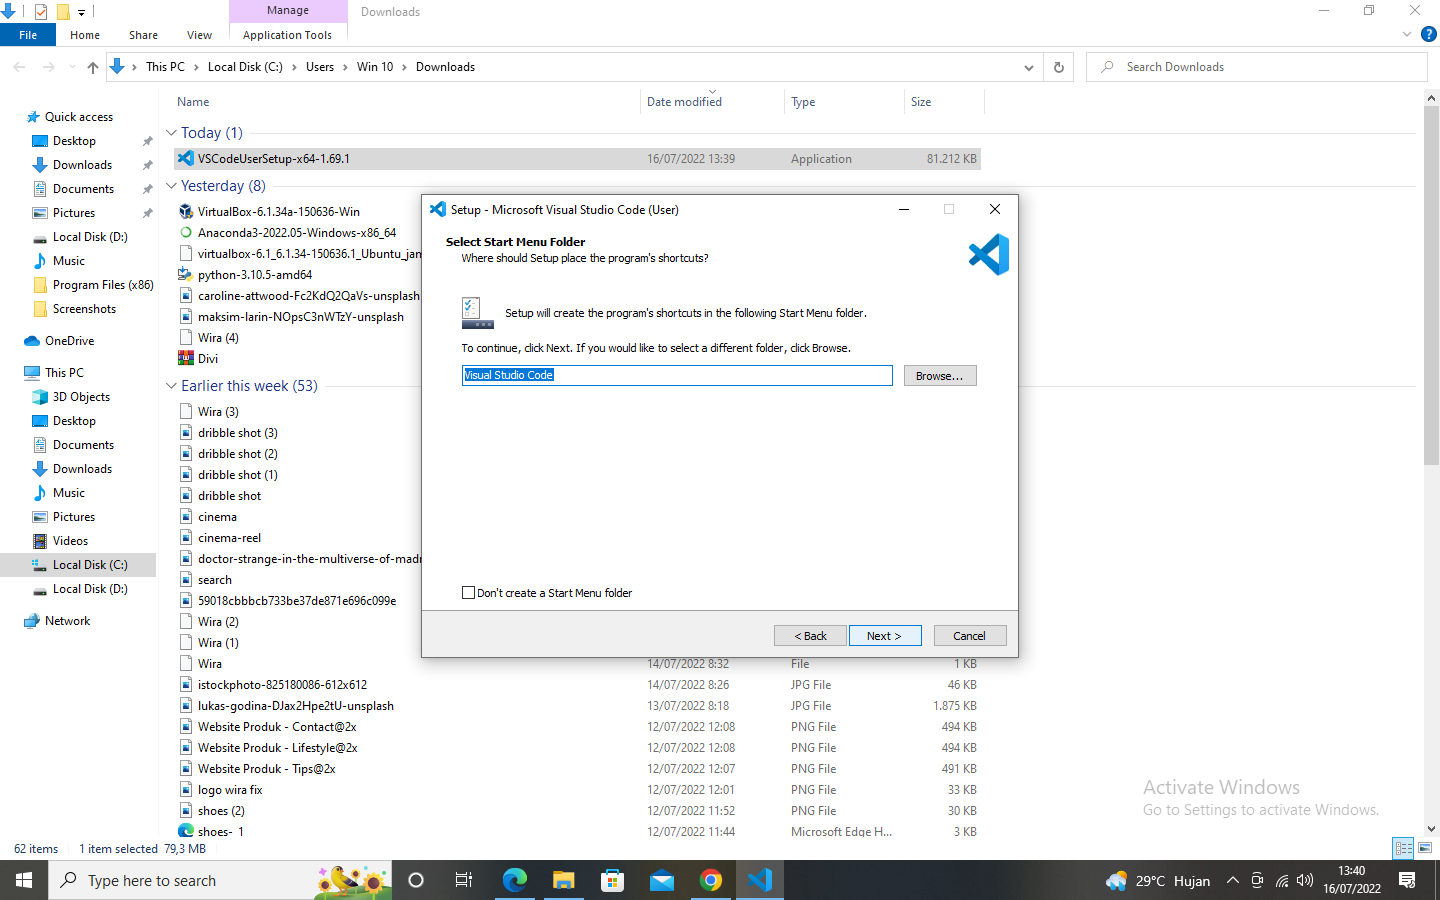 Manage
Downloads
File
Home
Share
View
Application Tools
This PC
Local Disk (C:)
Users
Win 10
Downloads
Search Downloads
Name
Date modified
Type
Size
Quick access
Desktop
Downloads
Documents
Pictures
Local Disk (D:)
Music
Program Files (x86)
Screenshots
OneDrive
This PC
3D Objects
Desktop
Documents
Downloads
Music
Pictures
Videos
Local Disk (C:)
Local Disk (D:)
Network
Today (1)
VSCodeUserSetup-x64-1.69.1 16/07/2022 13:39 Application 81.212 KB
Yesterday (8)
VirtualBox-6.1.34a-150636-Win
Anaconda3-2022.05-Windows-x86_64
virtualbox-6.1_6.1.34-150636.1_Ubuntu_jan
python-3.10.5-amd64
caroline-attwood-Fc2KdQ2QaVs-unsplash
maksim-larin-NOpsC3nWTzY-unsplash
Wira (4)
Divi
Earlier this week (53)
Wira (3)
dribble shot (3)
dribble shot (2)
dribble shot (1)
dribble shot
cinema
cinema-reel
doctor-strange-in-the-multiverse-of-mad
search
59018cbbbcb733be37de871e696c099e
Wira (2)
Wira (1)
Wira 14/07/2022 8:32 File 1 KB
istockphoto-825180086-612x612 14/07/2022 8:26 JPG File 46 KB
lukas-godina-DJax2Hpe2tU-unsplash 13/07/2022 8:18 JPG File 1.875 KB
Website Produk - Contact@2x 12/07/2022 12:08 PNG File 494 KB
Website Produk - Lifestyle@2x 12/07/2022 12:08 PNG File 494 KB
Website Produk - Tips@2x 12/07/2022 12:07 PNG File 491 KB
logo wira fix 12/07/2022 12:01 PNG File 33 KB
shoes (2) 12/07/2022 11:52 PNG File 30 KB
shoes- 1 12/07/2022 11:44 Microsoft Edge H... 3 KB
Setup - Microsoft Visual Studio Code (User)
Select Start Menu Folder
Where should Setup place the program's shortcuts?
Setup will create the program's shortcuts in the following Start Menu folder.
To continue, click Next. If you would like to select a different folder, click Browse.
Visual Studio Code
Browse...
Don't create a Start Menu folder
< Back
Next >
Cancel
Activate Windows
Go to Settings to activate Windows.
62 items
1 item selected 79,3 MB
Type here to search
29°C Hujan
13:40
16/07/2022